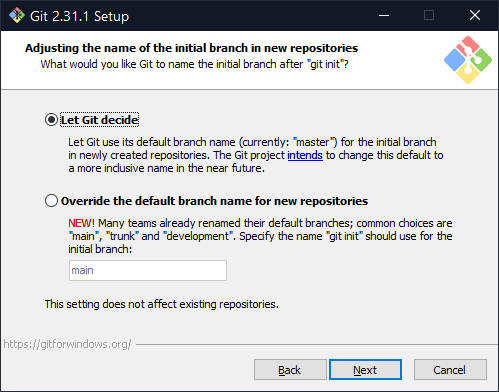 Git 2.31.1 Setup
Adjusting the name of the initial branch in new repositories
What would you like Git to name the initial branch after "git init"?
Let Git decide
Let Git use its default branch name (currently: "master") for the initial branch
in newly created repositories. The Git project intends to change this default to
a more inclusive name in the near future.
Override the default branch name for new repositories
NEW! Many teams already renamed their default branches; common choices are
"main", "trunk" and "development". Specify the name "git init" should use for the
initial branch:
main
This setting does not affect existing repositories.
https://gitforwindows.org/
Back
Next
Cancel